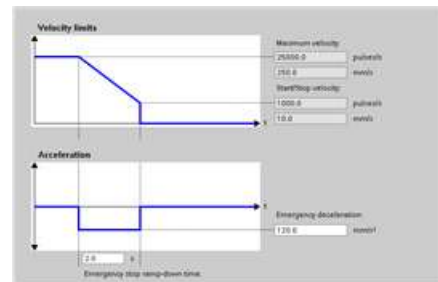 Velocity limits
Maximum velocity:
25000.0 pulses/s
250.0 mm/s
Start/Stop velocity:
1000.0 pulses/s
10.0 mm/s
t
Acceleration
t
Emergency deceleration:
120.0 mm/s²
2.0 s
Emergency stop ramp-down time: